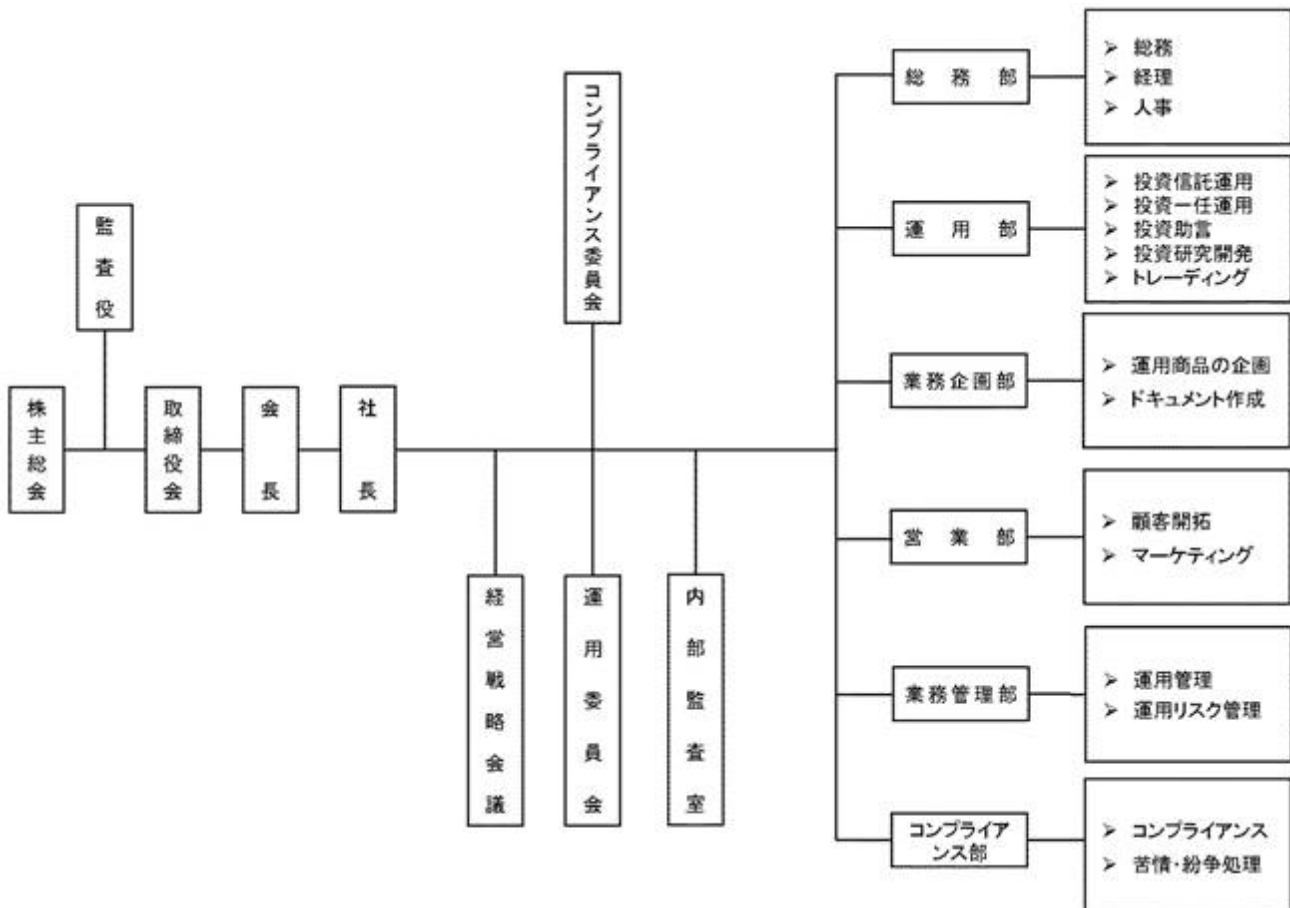 監査役
株主総会
取締役会
会長
社長
コンプライアンス委員会
経営戦略会議
運用委員会
内部監査室
総務部
➢ 総務
➢ 経理
➢ 人事
運用部
➢ 投資信託運用
➢ 投資一任運用
➢ 投資助言
➢ 投資研究開発
➢ トレーディング
業務企画部
➢ 運用商品の企画
➢ ドキュメント作成
営業部
➢ 顧客開拓
➢ マーケティング
業務管理部
➢ 運用管理
➢ 運用リスク管理
コンプライア
ンス部
➢ コンプライアンス
➢ 苦情・紛争処理